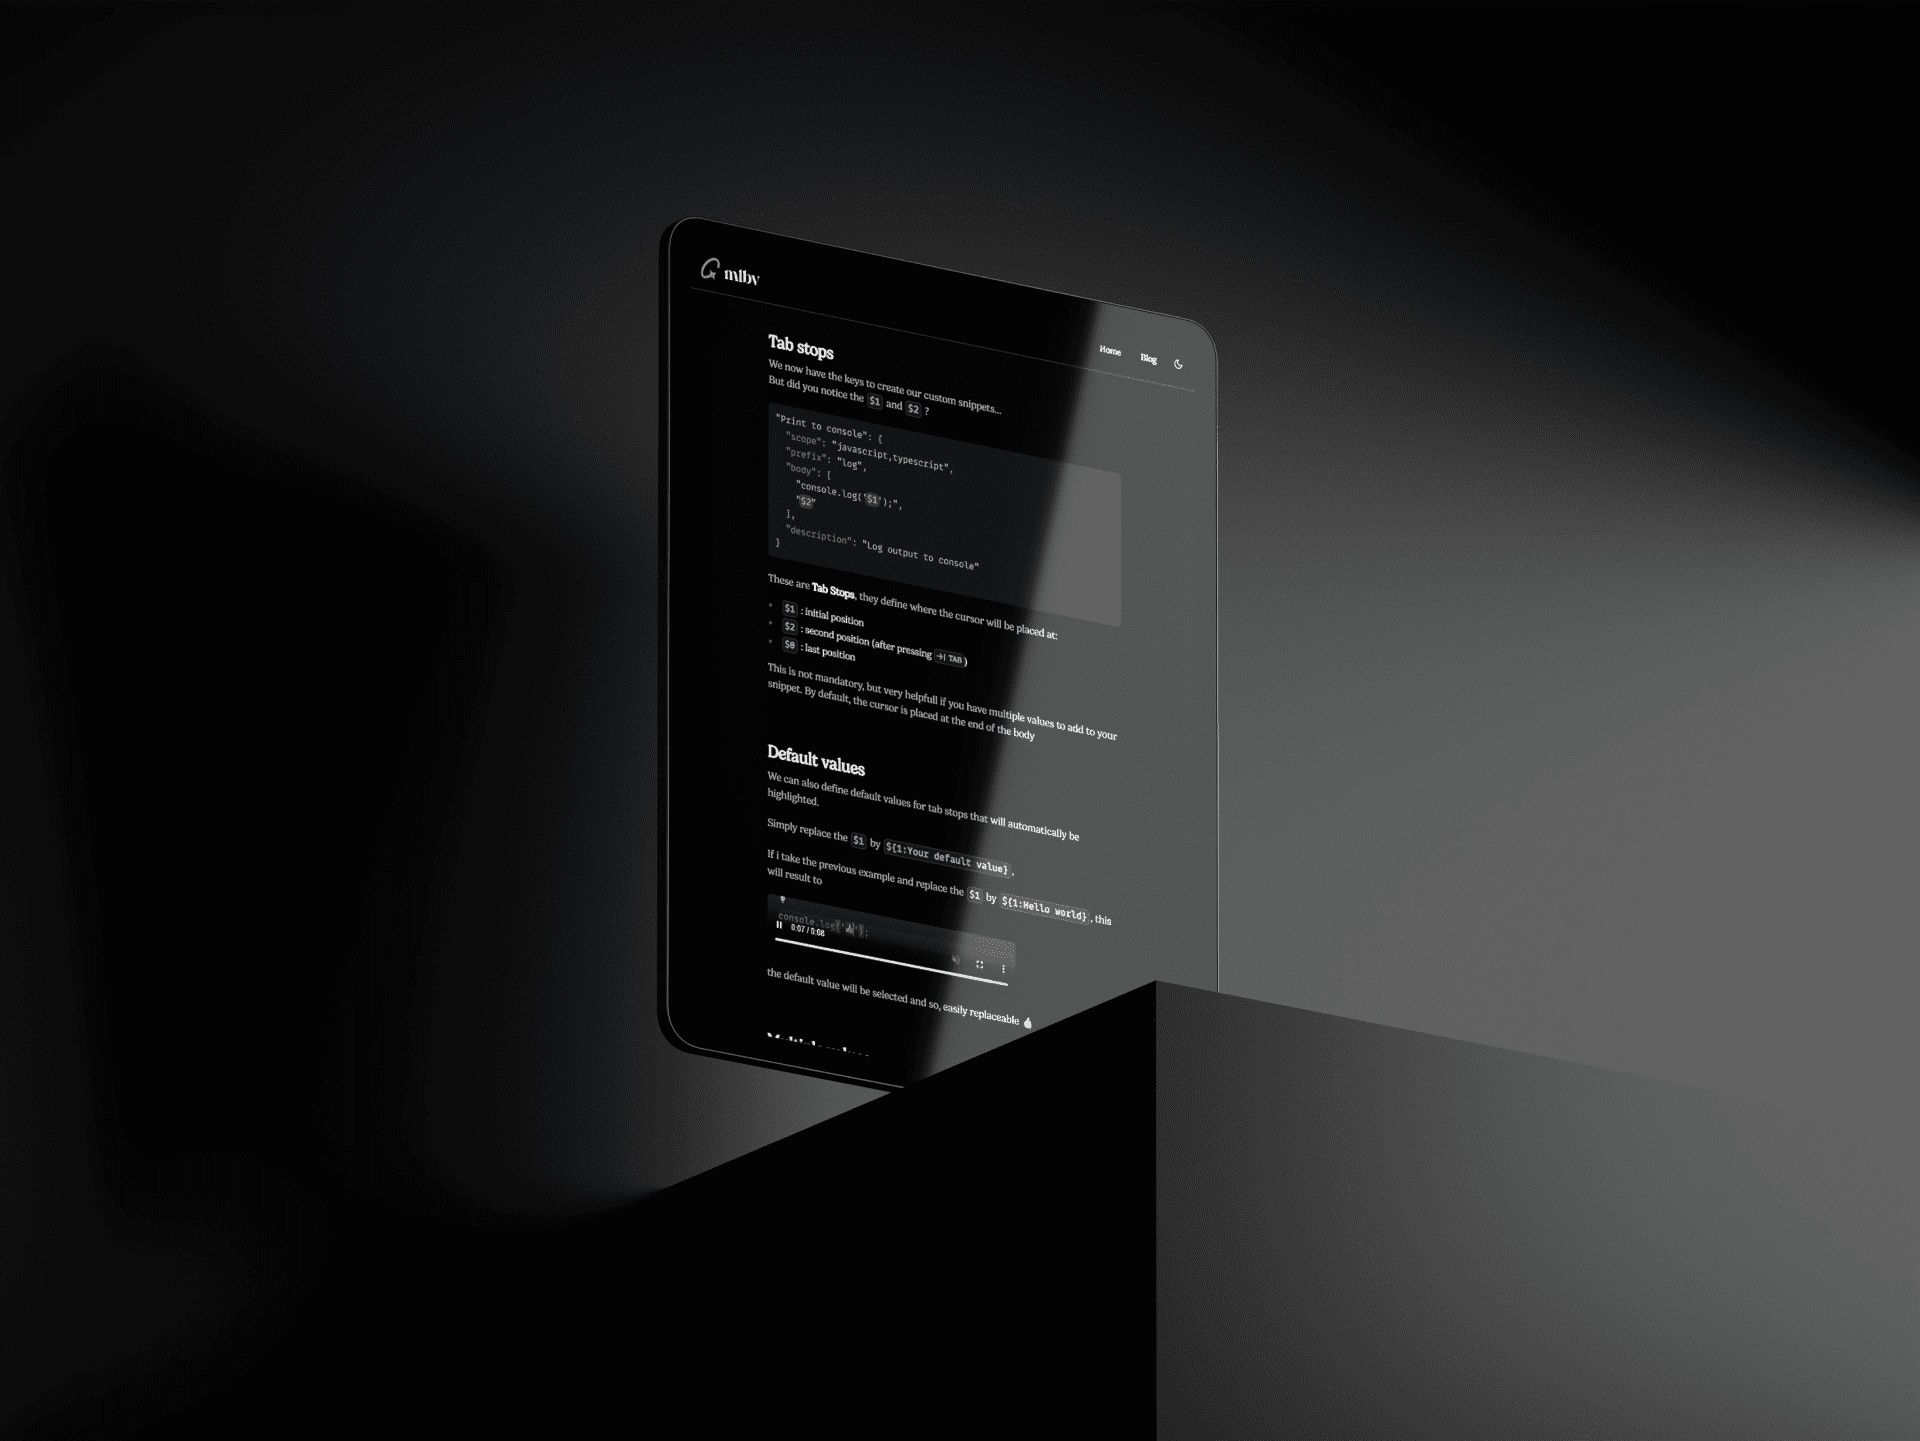 mlbv
Home Blog
Tab stops
We now have the keys to create our custom snippets...
But did you notice the $1 and $2 ?
"Print to console": {
"scope": "javascript,typescript",
"prefix": "log",
"body": [
"console.log('$1');",
"$2"
],
"description": "Log output to console"
}
These are Tab Stops, they define where the cursor will be placed at:
$1 : initial position
$2 : second position (after pressing →| TAB )
$0 : last position
This is not mandatory, but very helpfull if you have multiple values to add to your
snippet. By default, the cursor is placed at the end of the body
Default values
We can also define default values for tab stops that will automatically be
highlighted.
Simply replace the $1 by ${1:Your default value} ,
If i take the previous example and replace the $1 by ${1:Hello world} , this
will result to
console.log(' ');
0:07 / 0:08
the default value will be selected and so, easily replaceable 👍